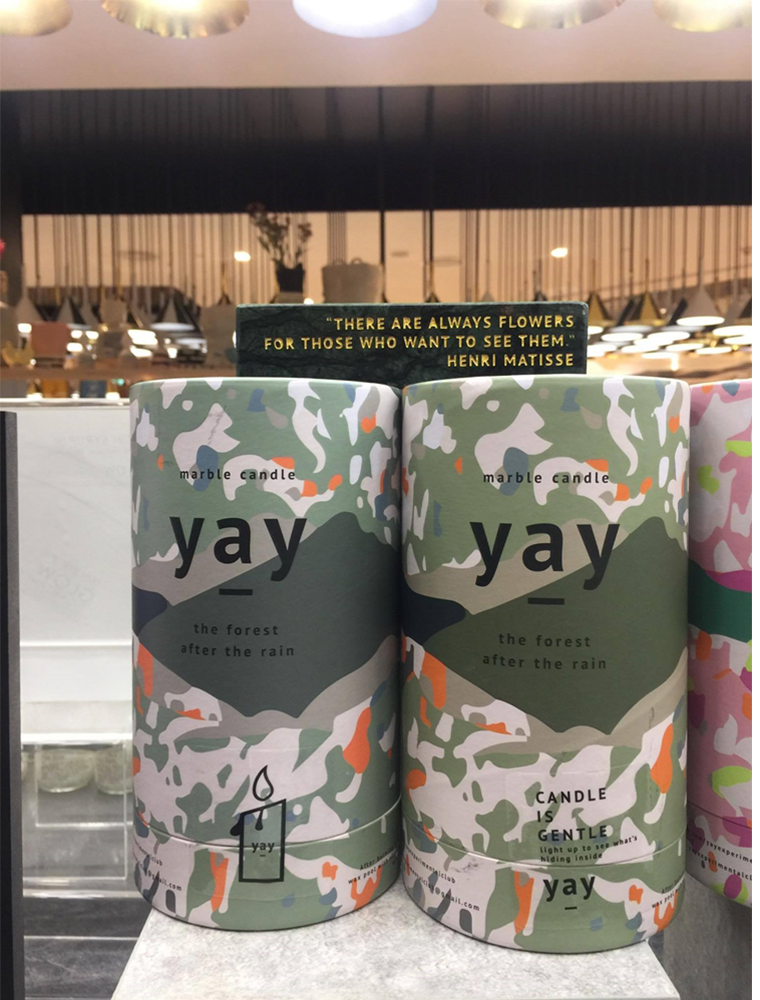 “THERE ARE ALWAYS FLOWERS
FOR THOSE WHO WANT TO SEE THEM.”
HENRI MATISSE
marble candle
yay
the forest
after the rain
yay
marble candle
yay
the forest
after the rain
CANDLE
IS
GENTLE
light up to see what's
hiding inside
yay